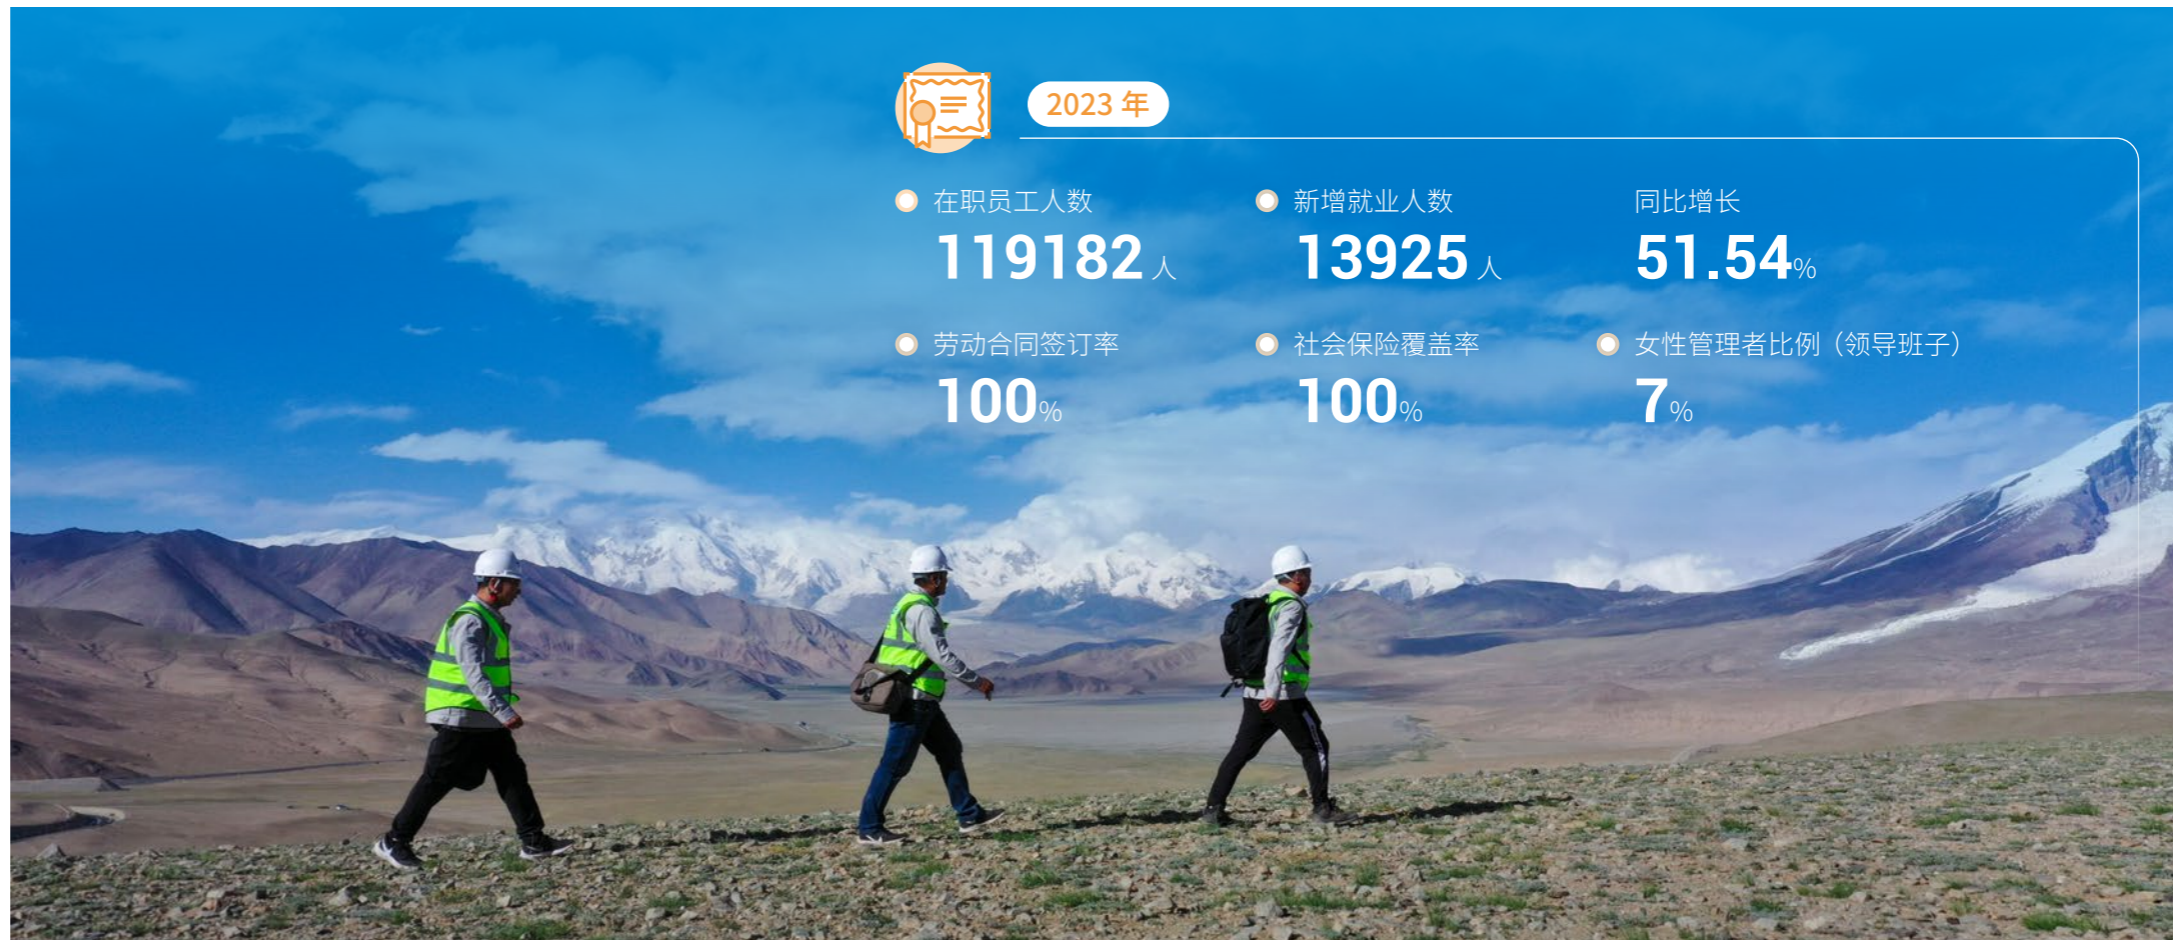 2023 年
在职员工人数 新增就业人数 同比增长
119182 人 13925 人 51.54%
劳动合同签订率 社会保险覆盖率 女性管理者比例（领导班子）
100% 100% 7%